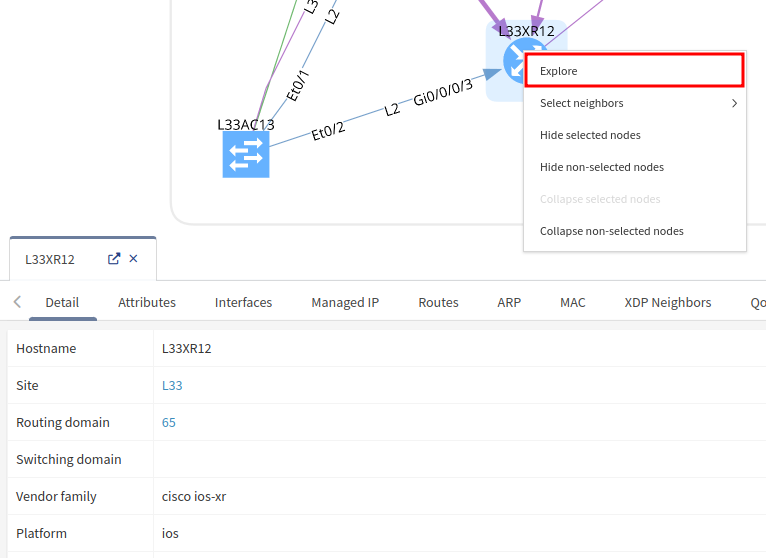 L3
L2
L33XR12
Et0/1
Gi0/0/0/3
L2
Et0/2
L33AC13
Explore
Select neighbors
Hide selected nodes
Hide non-selected nodes
Collapse selected nodes
Collapse non-selected nodes
L33XR12
Detail Attributes Interfaces Managed IP Routes ARP MAC XDP Neighbors Qo
Hostname L33XR12
Site L33
Routing domain 65
Switching domain
Vendor family cisco ios-xr
Platform ios